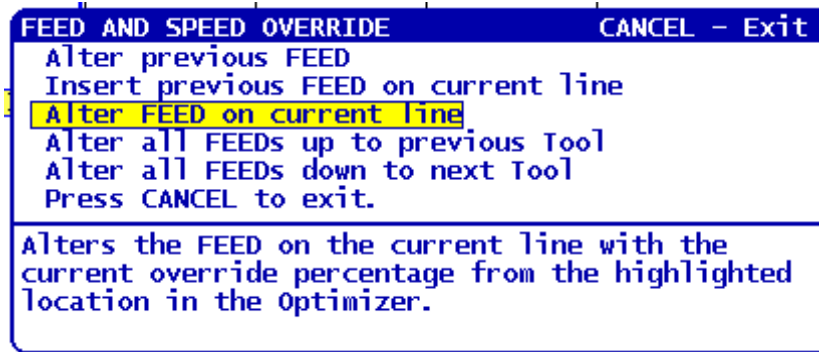 FEED AND SPEED OVERRIDE CANCEL – Exit
Alter previous FEED
Insert previous FEED on current line
Alter FEED on current line
Alter all FEEDs up to previous Tool
Alter all FEEDs down to next Tool
Press CANCEL to exit.
Alters the FEED on the current line with the
current override percentage from the highlighted
location in the Optimizer.